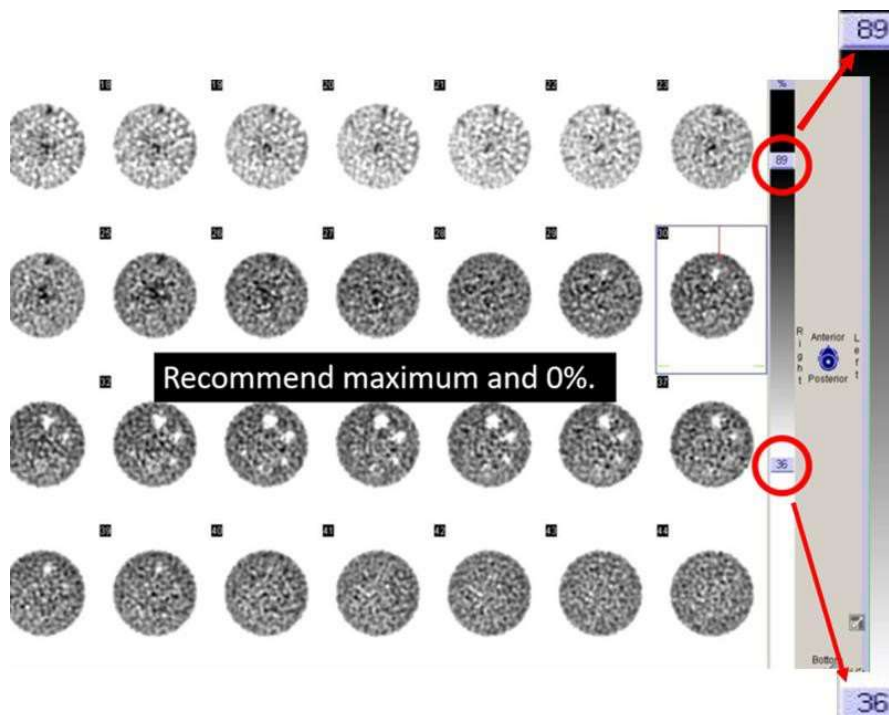 89
18 19 20 21 22 23
%
89
25 26 27 28 29 30
Right
Anterior
Left
Posterior
Recommend maximum and 0%.
32 37
36
39 40 41 42 43 44
Bottom
36